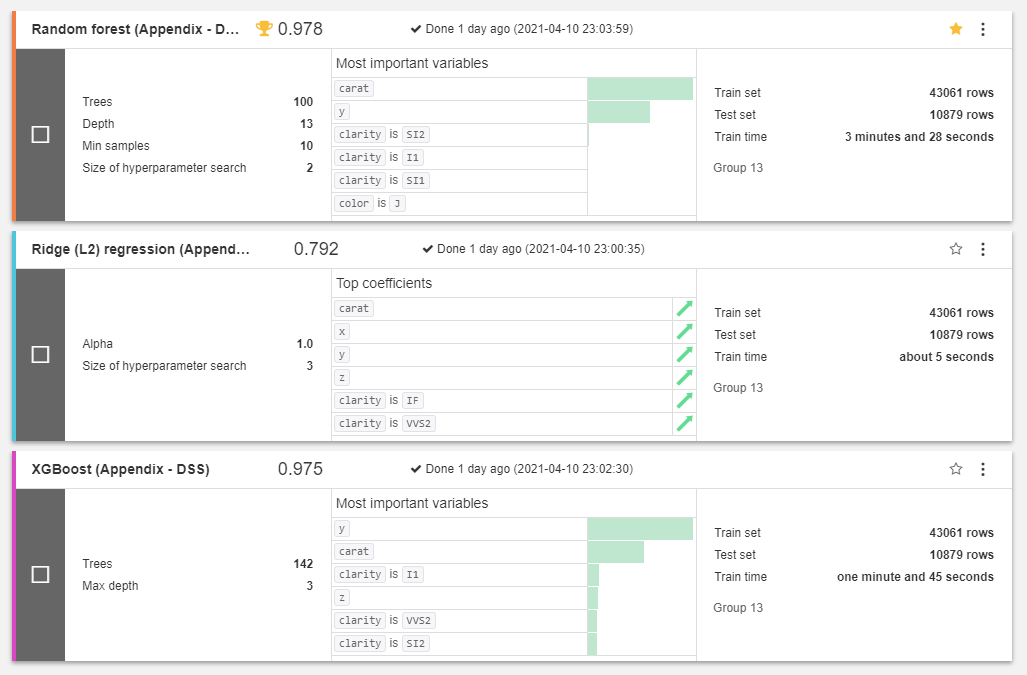 Random forest (Appendix - D... 0.978 Done 1 day ago (2021-04-10 23:03:59)
Trees 100
Depth 13
Min samples 10
Size of hyperparameter search 2
Most important variables
carat
y
clarity is SI2
clarity is I1
clarity is SI1
color is J
Train set 43061 rows
Test set 10879 rows
Train time 3 minutes and 28 seconds
Group 13
Ridge (L2) regression (Append... 0.792 Done 1 day ago (2021-04-10 23:00:35)
Alpha 1.0
Size of hyperparameter search 3
Top coefficients
carat
x
y
z
clarity is IF
clarity is VVS2
Train set 43061 rows
Test set 10879 rows
Train time about 5 seconds
Group 13
XGBoost (Appendix - DSS) 0.975 Done 1 day ago (2021-04-10 23:02:30)
Trees 142
Max depth 3
Most important variables
y
carat
clarity is I1
z
clarity is VVS2
clarity is SI2
Train set 43061 rows
Test set 10879 rows
Train time one minute and 45 seconds
Group 13